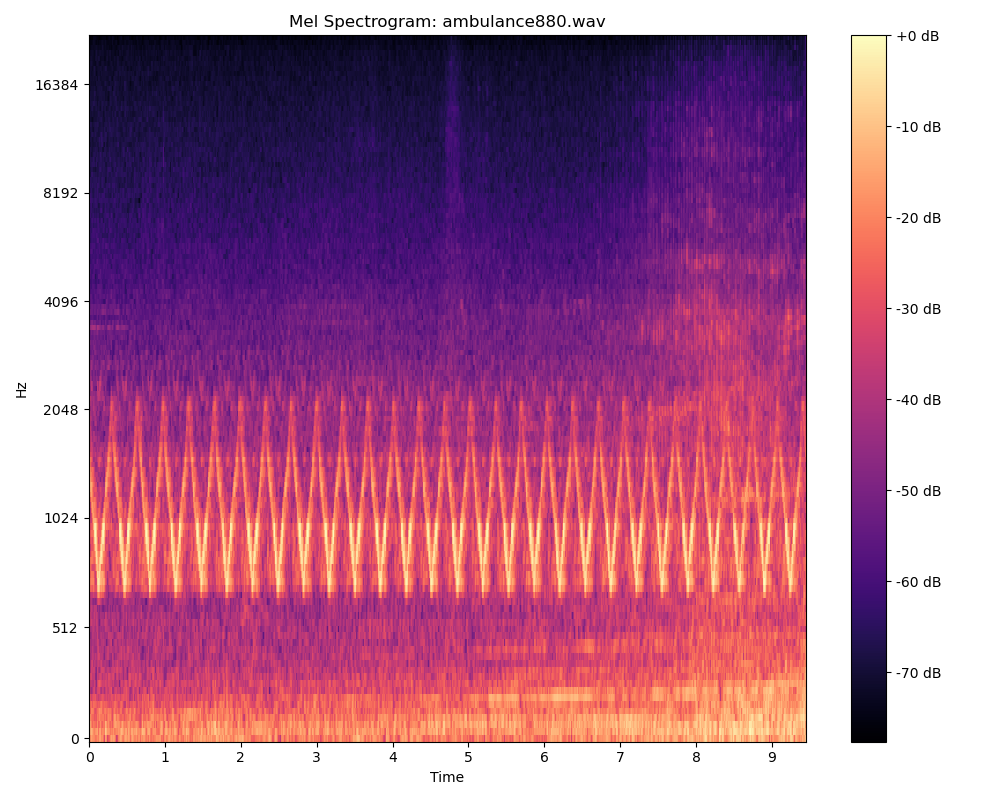 Mel Spectrogram: ambulance880.wav
+0 dB
16384
-10 dB
8192
-20 dB
4096
-30 dB
Hz
2048
-40 dB
-50 dB
1024
-60 dB
512
-70 dB
0
0 1 2 3 4 5 6 7 8 9
Time